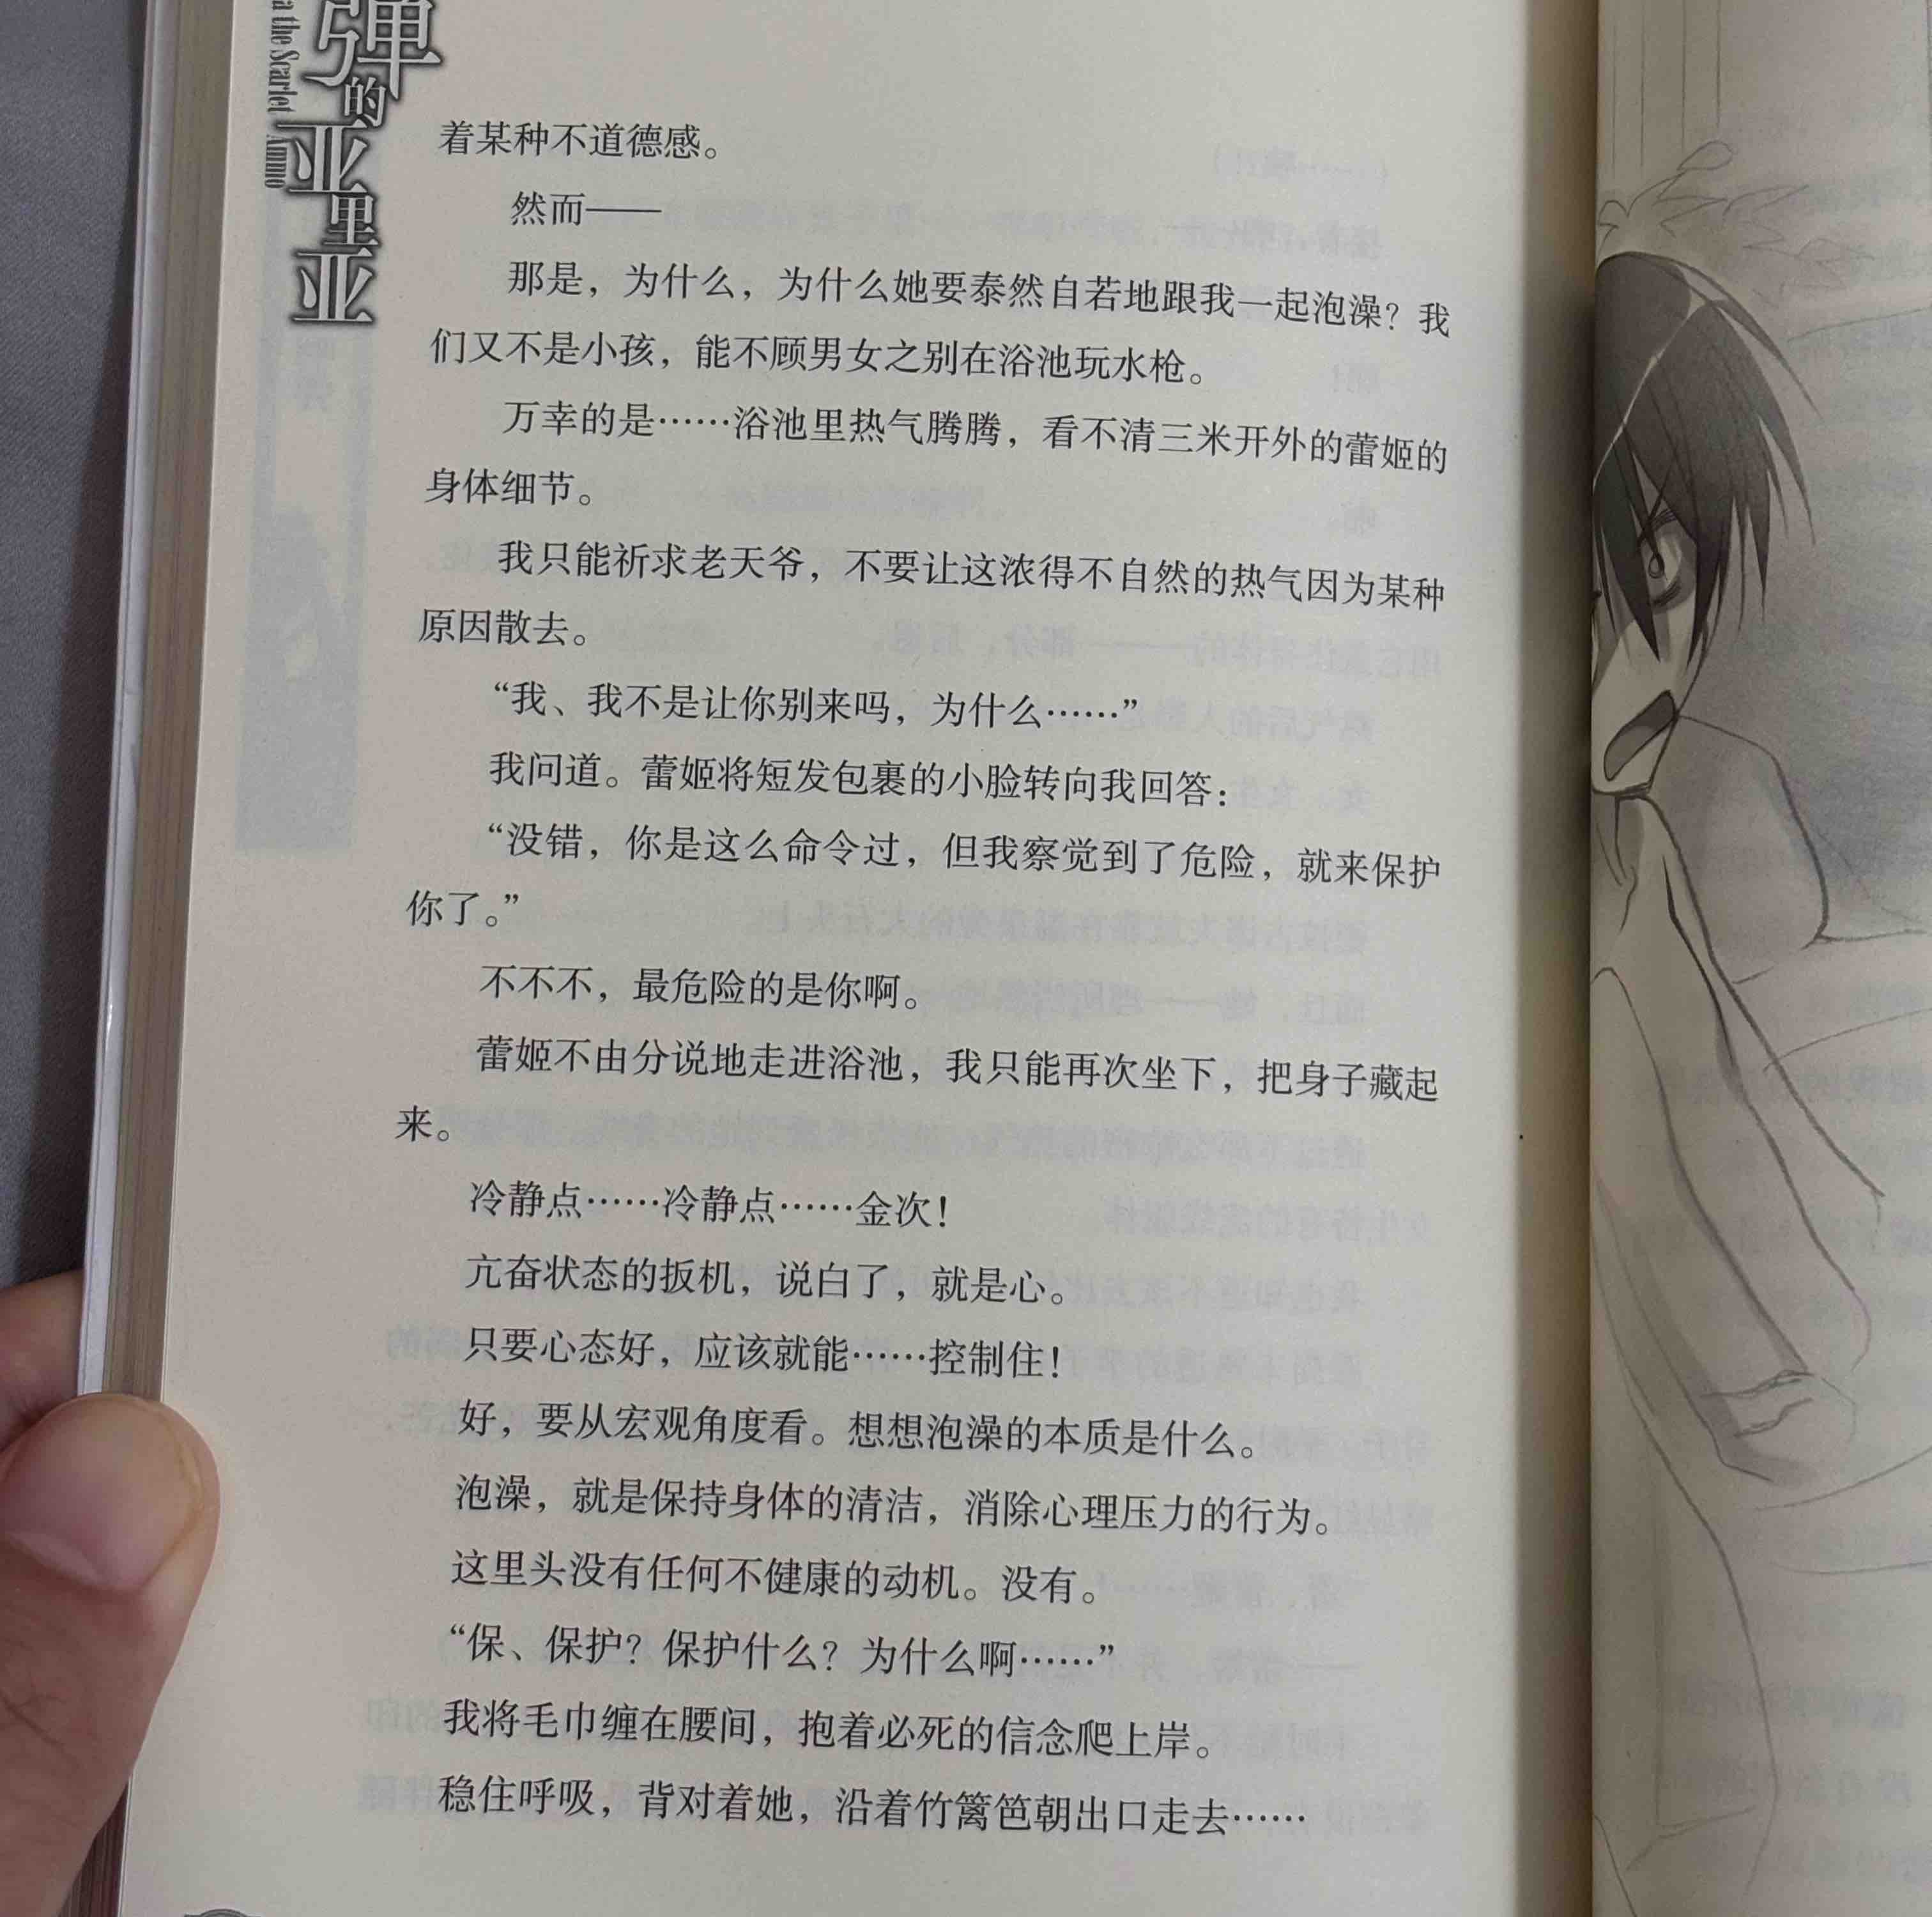 弹的亚里亚
a the Scarlet Ammo
着某种不道德感。
然而——
那是，为什么，为什么她要泰然自若地跟我一起泡澡？我
们又不是小孩，能不顾男女之别在浴池玩水枪。
万幸的是……浴池里热气腾腾，看不清三米开外的蕾姬的
身体细节。
我只能祈求老天爷，不要让这浓得不自然的热气因为某种
原因散去。
“我、我不是让你别来吗，为什么……”
我问道。蕾姬将短发包裹的小脸转向我回答：
“没错，你是这么命令过，但我察觉到了危险，就来保护
你了。”
不不不，最危险的是你啊。
蕾姬不由分说地走进浴池，我只能再次坐下，把身子藏起
来。
冷静点……冷静点……金次！
亢奋状态的扳机，说白了，就是心。
只要心态好，应该就能……控制住！
好，要从宏观角度看。想想泡澡的本质是什么。
泡澡，就是保持身体的清洁，消除心理压力的行为。
这里头没有任何不健康的动机。没有。
“保、保护？保护什么？为什么啊……”
我将毛巾缠在腰间，抱着必死的信念爬上岸。
稳住呼吸，背对着她，沿着竹篱笆朝出口走去……